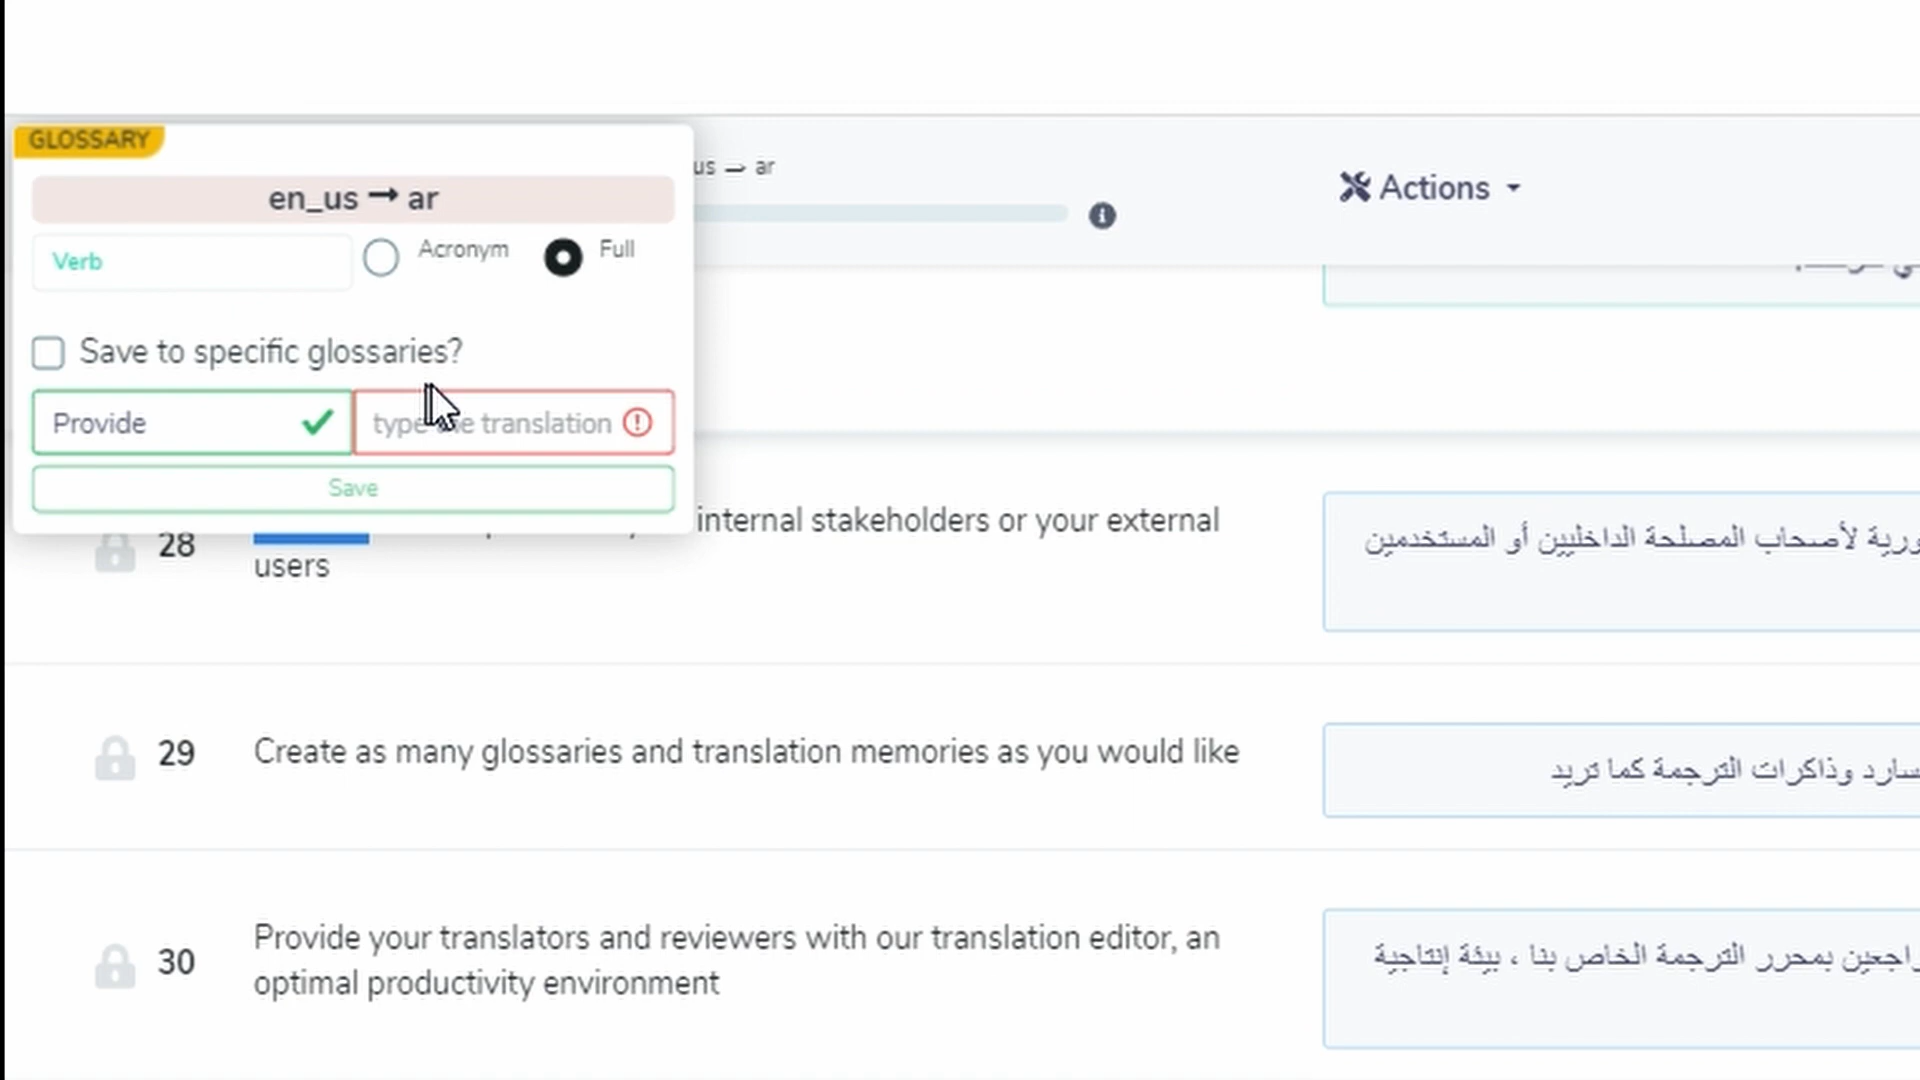 GLOSSARY
en_us → ar
us → ar
Actions
Verb
Acronym
Full
Save to specific glossaries?
Provide
type translation
Save
28
internal stakeholders or your external
users
لأصحاب المصلحة الداخليين أو المستخدمين
29
Create as many glossaries and translation memories as you would like
وذاكرات الترجمة كما تريد
30
Provide your translators and reviewers with our translation editor, an
optimal productivity environment
بمحرر الترجمة الخاص بنا ، بيئة إنتاجية